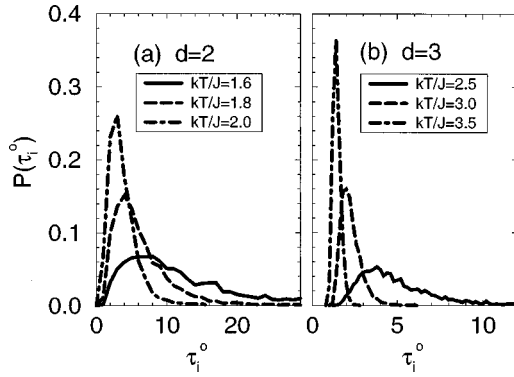 0.4
0.3
0.2
0.1
0.0
P(τᵢ°)
(a) d=2
kT/J=1.6
kT/J=1.8
kT/J=2.0
0
10
20
τᵢ°
(b) d=3
kT/J=2.5
kT/J=3.0
kT/J=3.5
0
5
10
τᵢ°